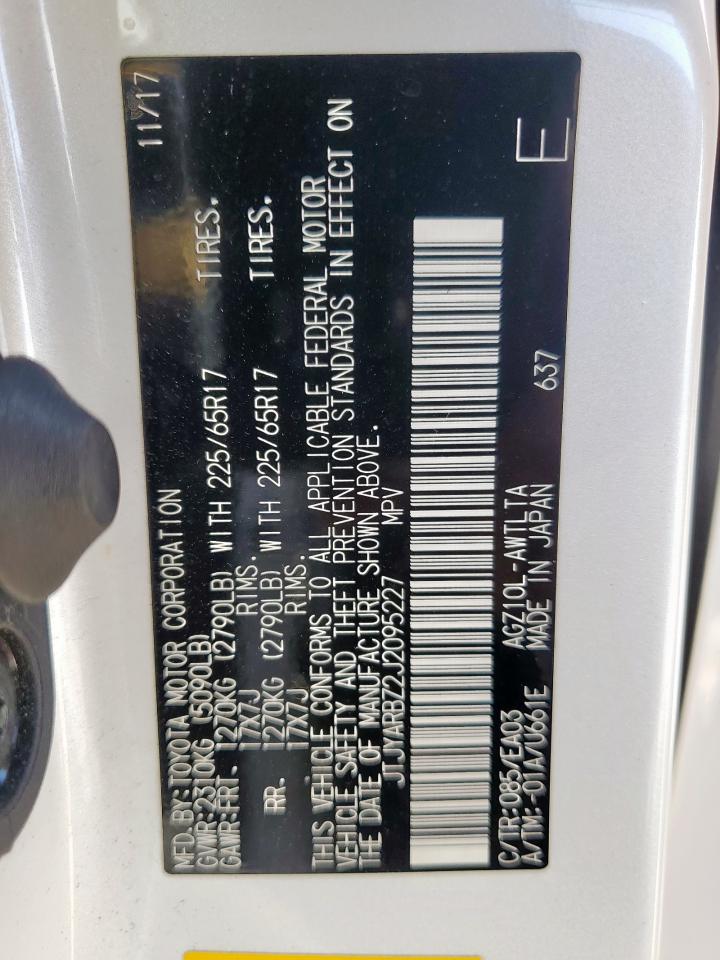 MFD.BY:TOYOTA MOTOR CORPORATION 11/17
GVWR:2310KG (5090LB)
GAWR:FRT. 1270KG (2790LB) WITH 225/65R17 TIRES.
17X7J RIMS.
RR. 1270KG (2790LB) WITH 225/65R17 TIRES.
17X7J RIMS.
THIS VEHICLE CONFORMS TO ALL APPLICABLE FEDERAL MOTOR
VEHICLE SAFETY AND THEFT PREVENTION STANDARDS IN EFFECT ON
THE DATE OF MANUFACTURE SHOWN ABOVE.
JTJYARBZ2J2095227 MPV
C/TR:085/EA03 AGZ10L-AWTLTA
A/TM:-01A/U661E MADE IN JAPAN 637 E